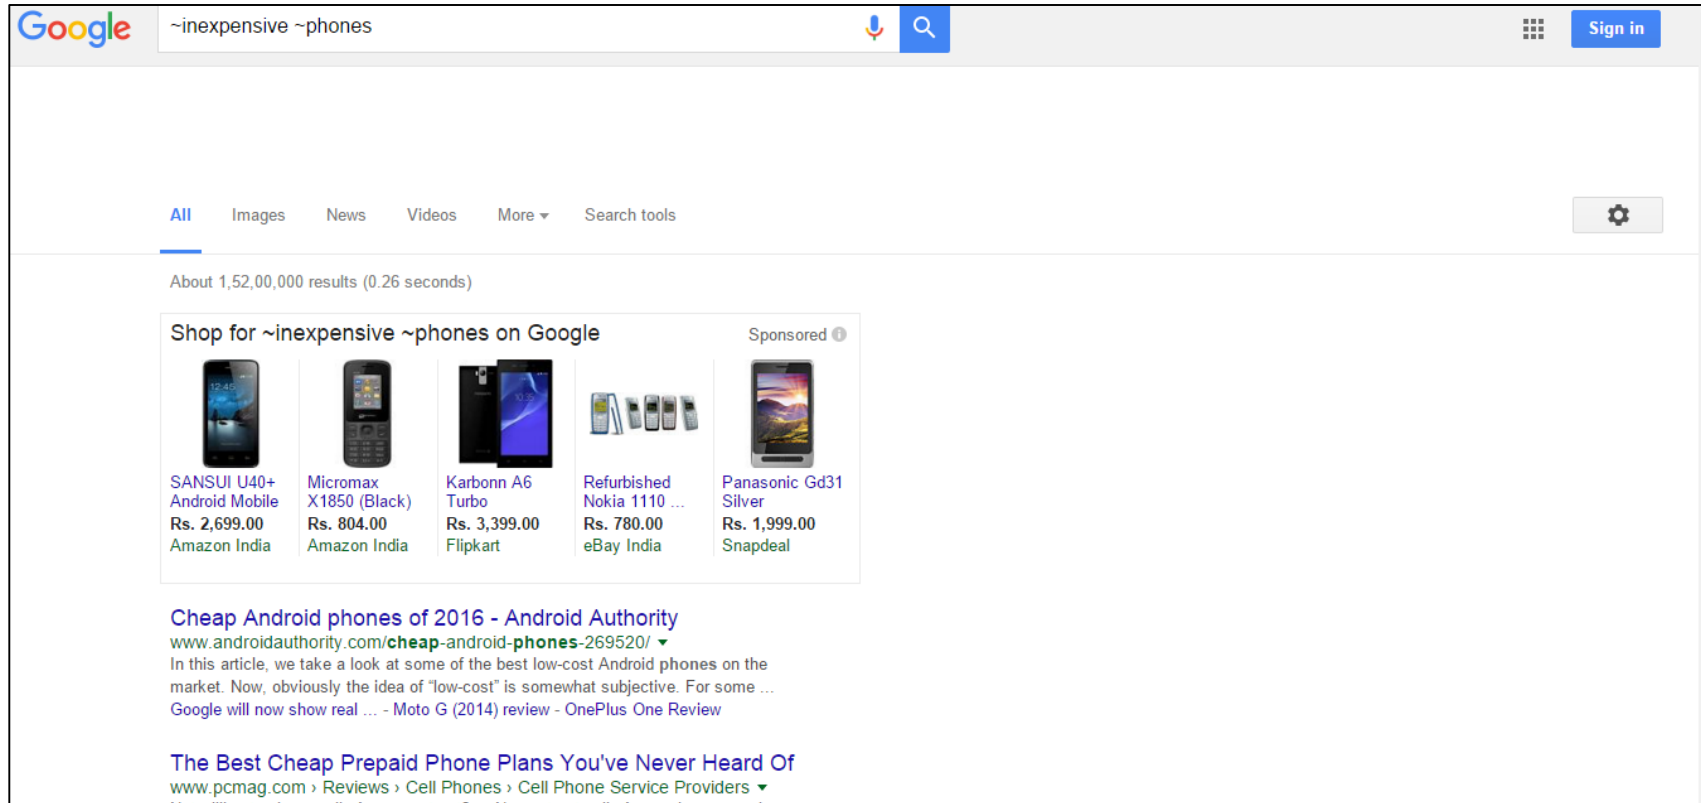 Google
~inexpensive ~phones
Sign in
All Images News Videos More Search tools
About 1,52,00,000 results (0.26 seconds)
Shop for ~inexpensive ~phones on Google
Sponsored
12:45
10:35
SANSUI U40+
Android Mobile
Rs. 2,699.00
Amazon India
Micromax
X1850 (Black)
Rs. 804.00
Amazon India
Karbonn A6
Turbo
Rs. 3,399.00
Flipkart
Refurbished
Nokia 1110 ...
Rs. 780.00
eBay India
Panasonic Gd31
Silver
Rs. 1,999.00
Snapdeal
Cheap Android phones of 2016 - Android Authority
www.androidauthority.com/cheap-android-phones-269520/
In this article, we take a look at some of the best low-cost Android phones on the
market. Now, obviously the idea of “low-cost” is somewhat subjective. For some ...
Google will now show real ... - Moto G (2014) review - OnePlus One Review
The Best Cheap Prepaid Phone Plans You've Never Heard Of
www.pcmag.com › Reviews › Cell Phones › Cell Phone Service Providers